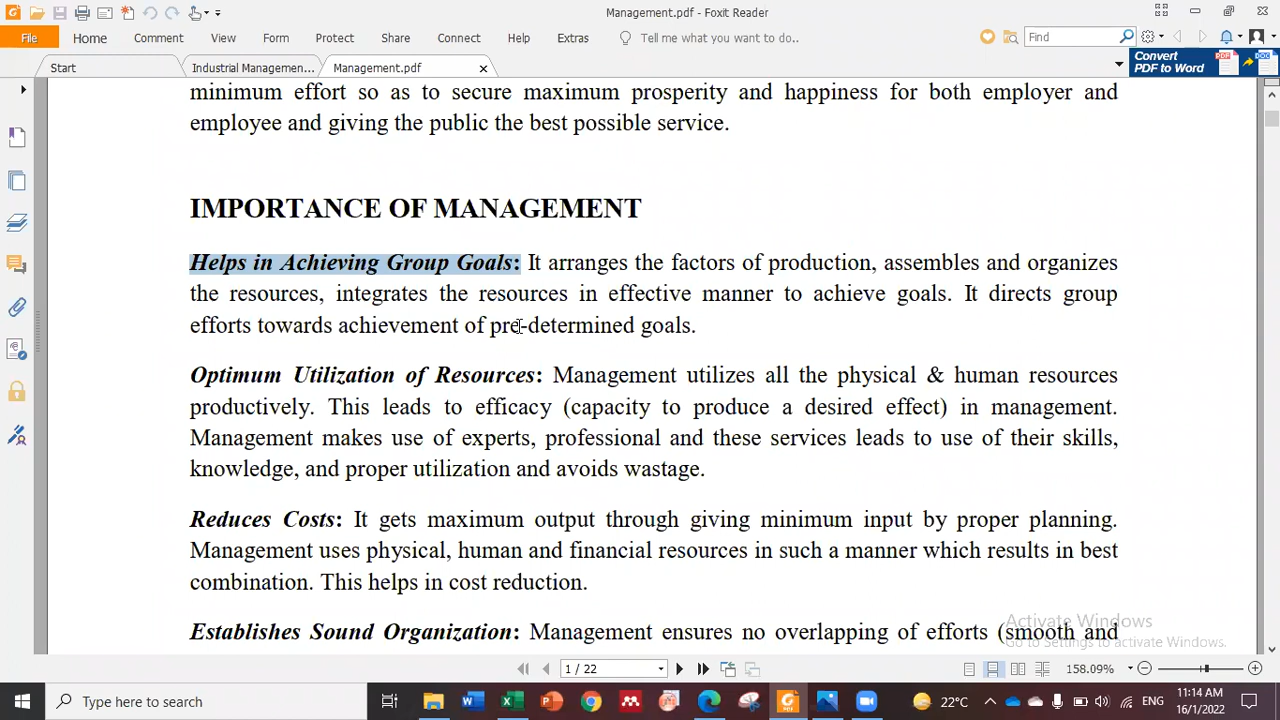 Management.pdf - Foxit Reader
File Home Comment View Form Protect Share Connect Help Extras Tell me what you want to do.. Find
Start Industrial Managemen... Management.pdf
Convert
PDF to Word
minimum effort so as to secure maximum prosperity and happiness for both employer and
employee and giving the public the best possible service.
IMPORTANCE OF MANAGEMENT
Helps in Achieving Group Goals: It arranges the factors of production, assembles and organizes
the resources, integrates the resources in effective manner to achieve goals. It directs group
efforts towards achievement of pre-determined goals.
Optimum Utilization of Resources: Management utilizes all the physical & human resources
productively. This leads to efficacy (capacity to produce a desired effect) in management.
Management makes use of experts, professional and these services leads to use of their skills,
knowledge, and proper utilization and avoids wastage.
Reduces Costs: It gets maximum output through giving minimum input by proper planning.
Management uses physical, human and financial resources in such a manner which results in best
combination. This helps in cost reduction.
Establishes Sound Organization: Management ensures no overlapping of efforts (smooth and
Activate Windows
Go to Settings to activate Windows.
1 / 22 158.09%
Type here to search 22°C ENG 11:14 AM
16/1/2022